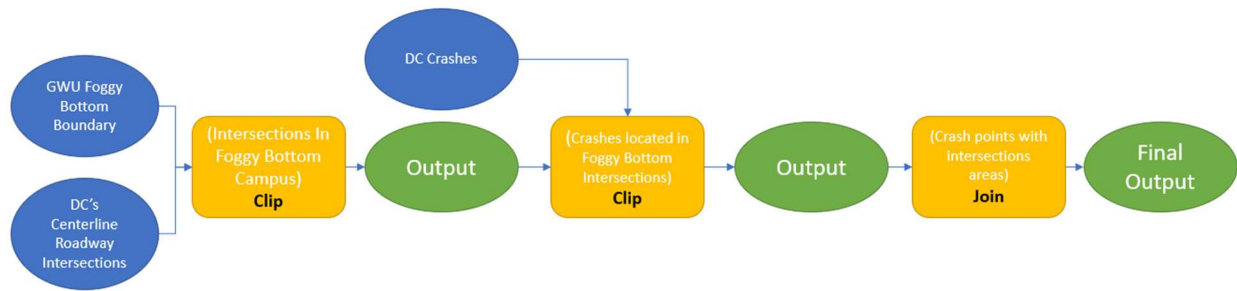 GWU Foggy
Bottom
Boundary
DC's
Centerline
Roadway
Intersections
(Intersections In
Foggy Bottom
Campus)
Clip
DC Crashes
Output
(Crashes located in
Foggy Bottom
Intersections)
Clip
Output
(Crash points with
intersections
areas)
Join
Final
Output